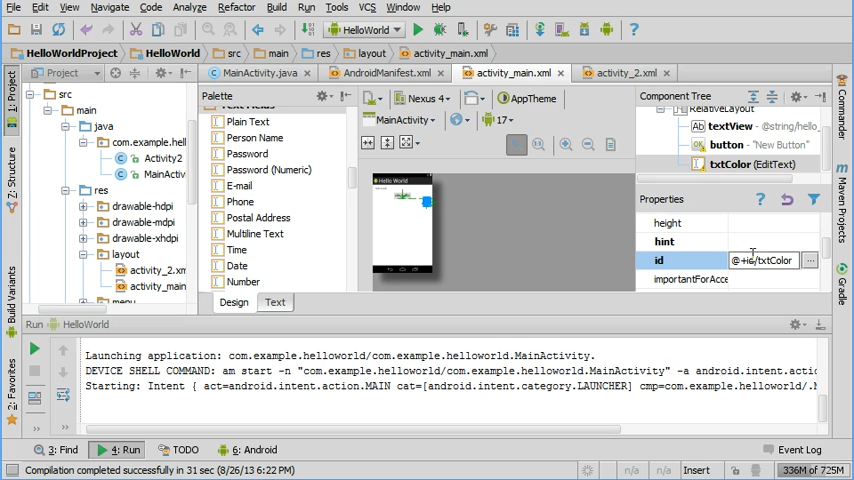 File Edit View Navigate Code Analyze Refactor Build Run Tools VCS Window Help
HelloWorld
HelloWorldProject HelloWorld src main res layout activity_main.xml
1: Project
7: Structure
Build Variants
2: Favorites
Project
src
main
java
com.example.he
Activity2
MainActiv
res
drawable-hdpi
drawable-mdpi
drawable-xhdpi
layout
activity_2.xm
activity_main
menu
MainActivity.java AndroidManifest.xml activity_main.xml activity_2.xml
Palette
Text Fields
Plain Text
Person Name
Password
Password (Numeric)
E-mail
Phone
Postal Address
Multiline Text
Time
Date
Number
Design Text
Nexus 4 AppTheme
MainActivity 17
Hello World
Component Tree
RelativeLayout
Ab textView - @string/hello_
OK button - "New Button"
txtColor (EditText)
Properties
height
hint
id @+id/txtColor ...
importantForAcce
Commander
Maven Projects
Gradle
Run HelloWorld
Launching application: com.example.helloworld/com.example.helloworld.MainActivity.
DEVICE SHELL COMMAND: am start -n "com.example.helloworld/com.example.helloworld.MainActivity" -a android.intent.actio
Starting: Intent { act=android.intent.action.MAIN cat=[android.intent.category.LAUNCHER] cmp=com.example.helloworld/.M
3: Find 4: Run TODO 6: Android Event Log
Compilation completed successfully in 31 sec (8/26/13 6:22 PM) n/a n/a Insert 336M of 725M